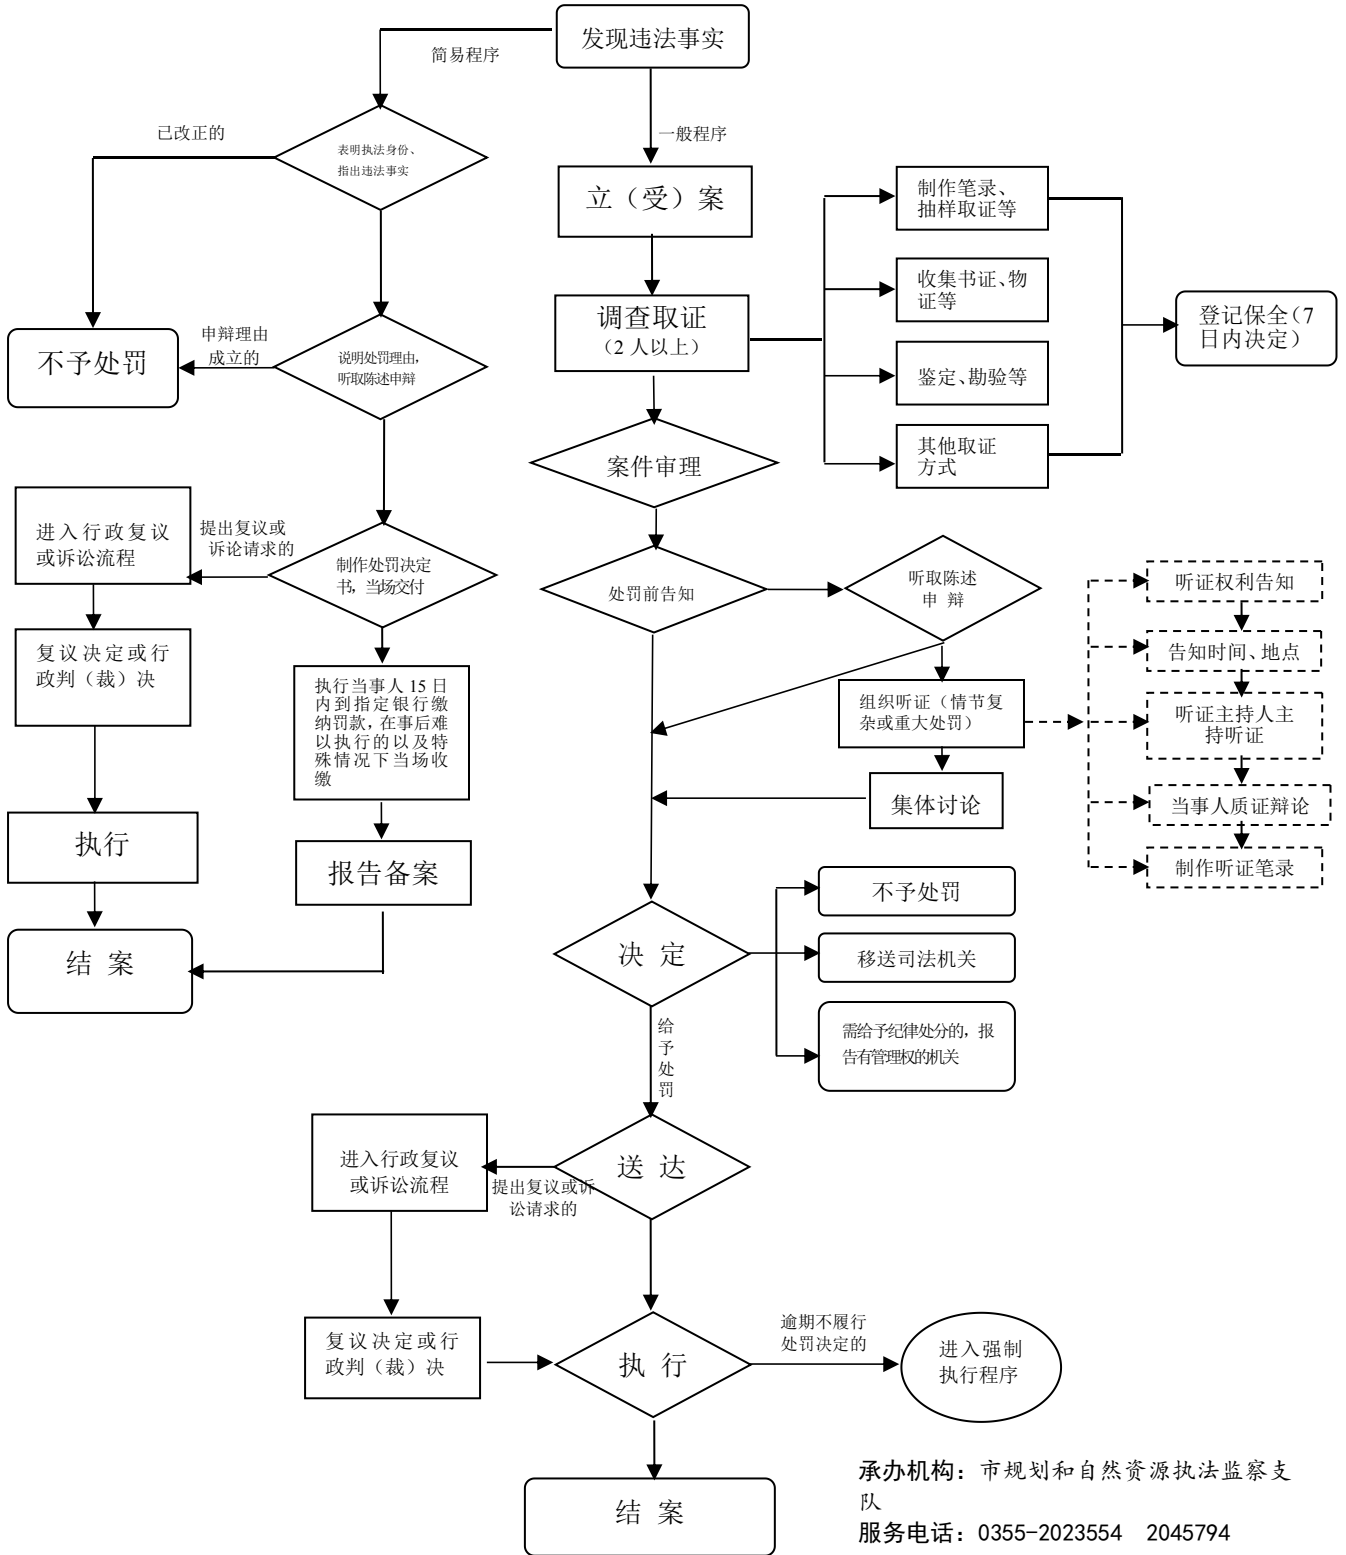 发现违法事实
简易程序
一般程序
已改正的
表明执法身份、
指出违法事实
立（受）案
制作笔录、
抽样取证等
收集书证、物
证等
鉴定、勘验等
其他取证
方式
登记保全（7
日内决定）
调查取证
（2 人以上）
不予处罚
申辩理由
成立的
说明处罚理由，
听取陈述申辩
案件审理
进入行政复议
或诉讼流程
提出复议或
诉论请求的
制作处罚决定
书，当场交付
处罚前告知
听取陈述
申 辩
听证权利告知
告知时间、地点
听证主持人主
持听证
当事人质证辩论
制作听证笔录
复议决定或行
政判（裁）决
执行当事人 15 日
内到指定银行缴
纳罚款，在事后难
以执行的以及特
殊情况下当场收
缴
组织听证（情节复
杂或重大处罚）
集体讨论
执行
报告备案
结 案
决 定
不予处罚
移送司法机关
需给予纪律处分的，报
告有管理权的机关
给
予
处
罚
进入行政复议
或诉讼流程
提出复议或诉
讼请求的
送 达
复议决定或行
政判（裁）决
执 行
逾期不履行
处罚决定的
进入强制
执行程序
结 案
承办机构：市规划和自然资源执法监察支
队
服务电话：0355-2023554 2045794